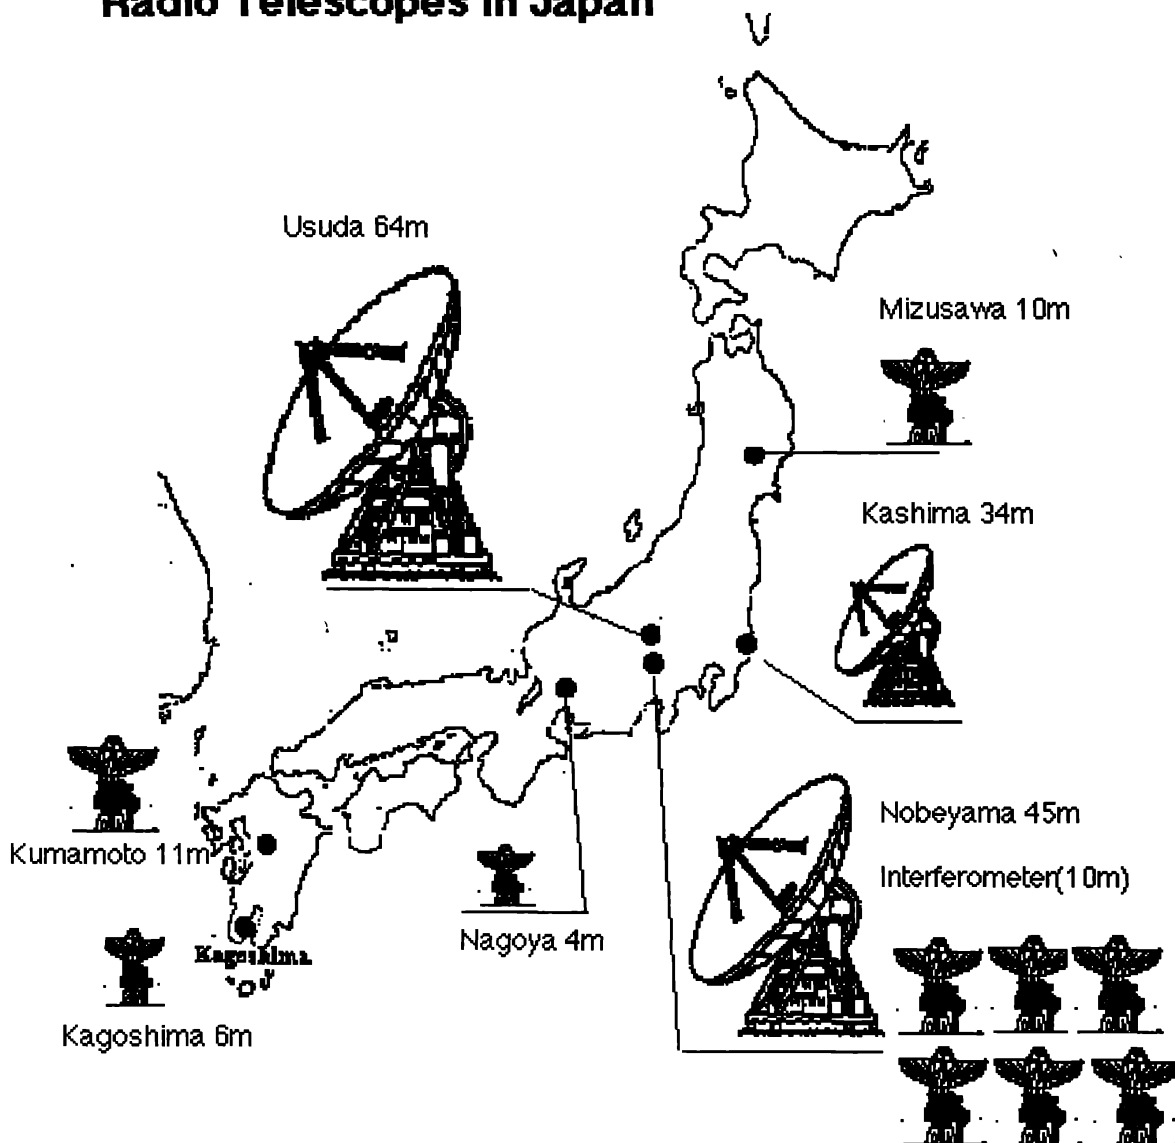 Radio Telescopes in Japan
Usuda 64m
Mizusawa 10m
Kashima 34m
Kumamoto 11m
Nobeyama 45m
Interferometer(10m)
Nagoya 4m
Kagoshima
Kagoshima 6m